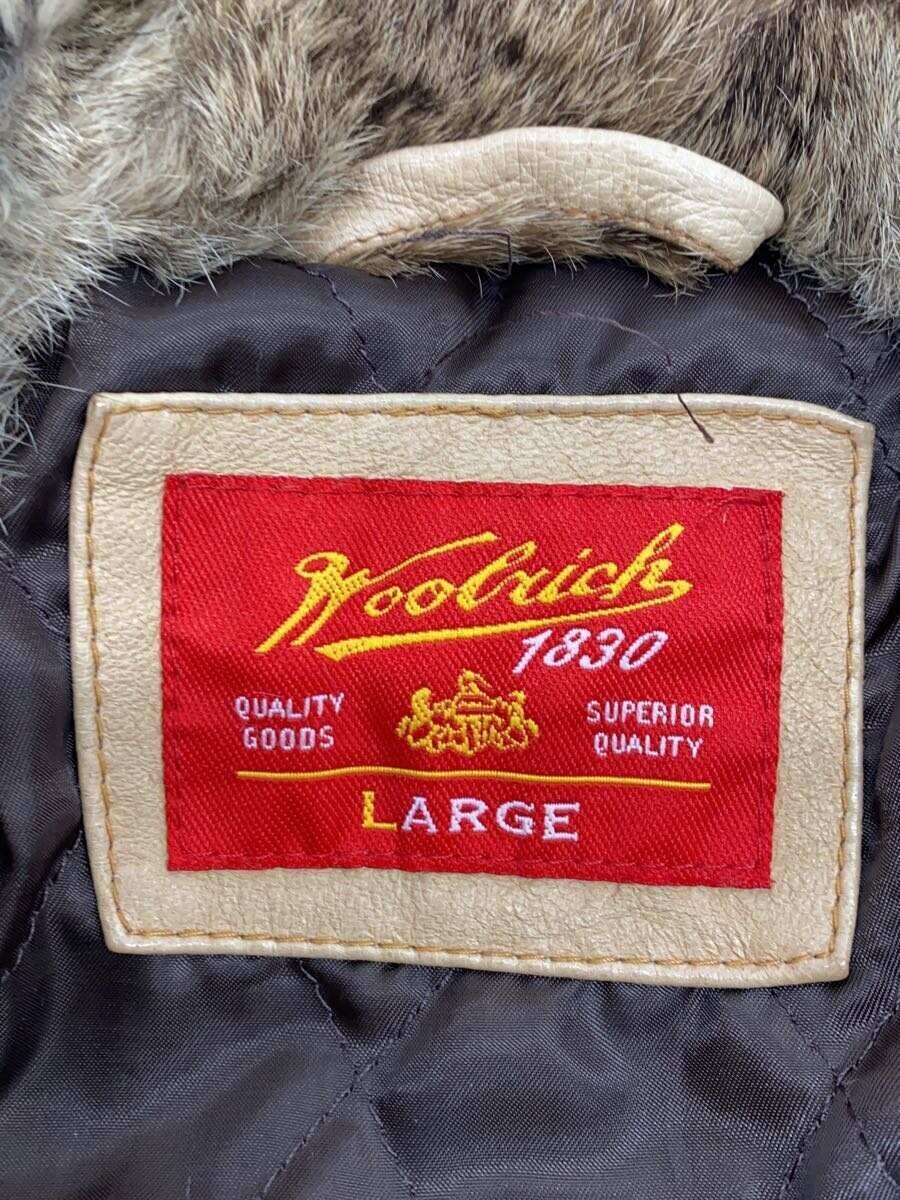 Woolrich
1830
QUALITY
GOODS
SUPERIOR
QUALITY
LARGE